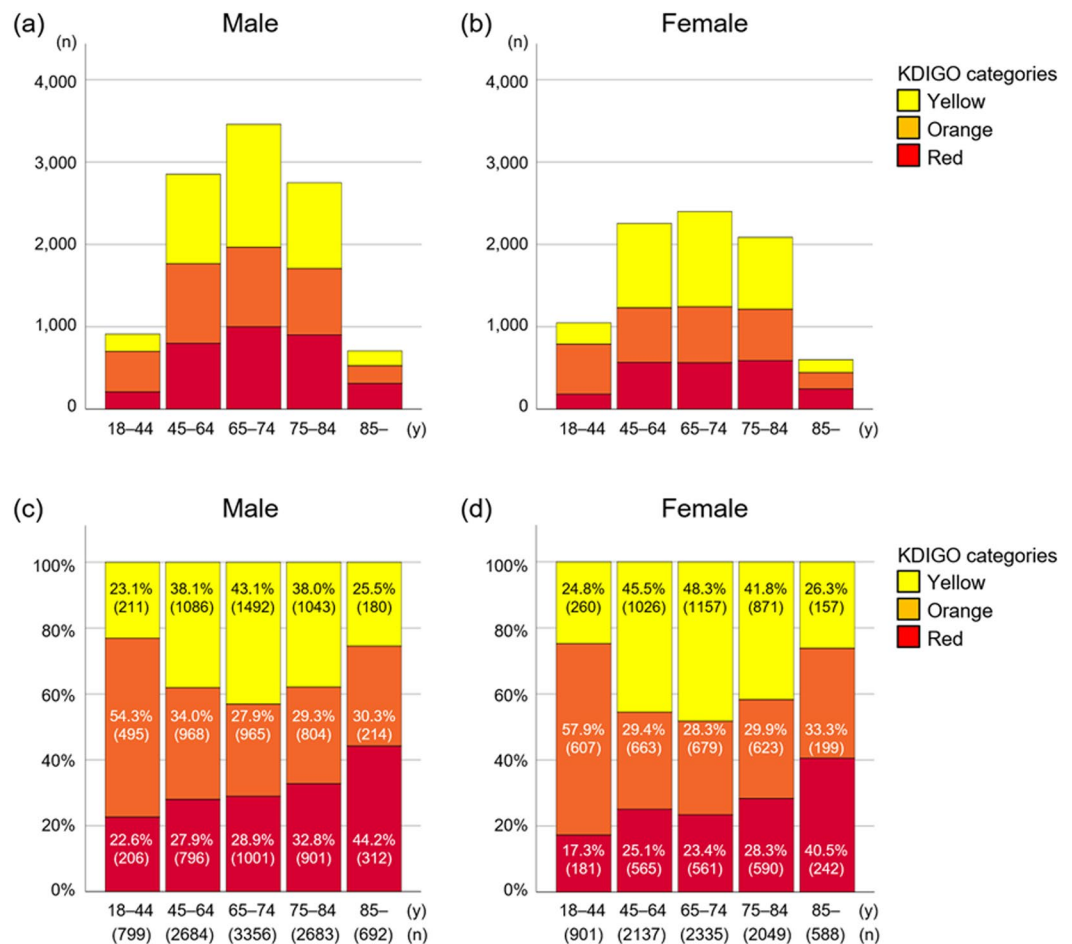 (a) Male
(n)
4,000
3,000
2,000
1,000
0
18–44 45–64 65–74 75–84 85– (y)
(b) Female
(n)
4,000
3,000
2,000
1,000
0
18–44 45–64 65–74 75–84 85– (y)
KDIGO categories
Yellow
Orange
Red
(c) Male
100%
80%
60%
40%
20%
0%
23.1% 38.1% 43.1% 38.0% 25.5%
(211) (1086) (1492) (1043) (180)
54.3% 34.0% 27.9% 29.3% 30.3%
(495) (968) (965) (804) (214)
22.6% 27.9% 28.9% 32.8% 44.2%
(206) (796) (1001) (901) (312)
18–44 45–64 65–74 75–84 85– (y)
(799) (2684) (3356) (2683) (692) (n)
(d) Female
100%
80%
60%
40%
20%
0%
24.8% 45.5% 48.3% 41.8% 26.3%
(260) (1026) (1157) (871) (157)
57.9% 29.4% 28.3% 29.9% 33.3%
(607) (663) (679) (623) (199)
17.3% 25.1% 23.4% 28.3% 40.5%
(181) (565) (561) (590) (242)
18–44 45–64 65–74 75–84 85– (y)
(901) (2137) (2335) (2049) (588) (n)
KDIGO categories
Yellow
Orange
Red